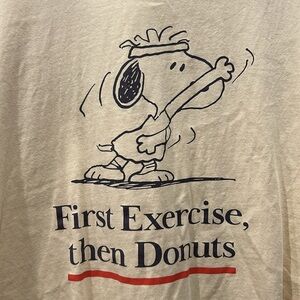 First Exercise,
then Donuts